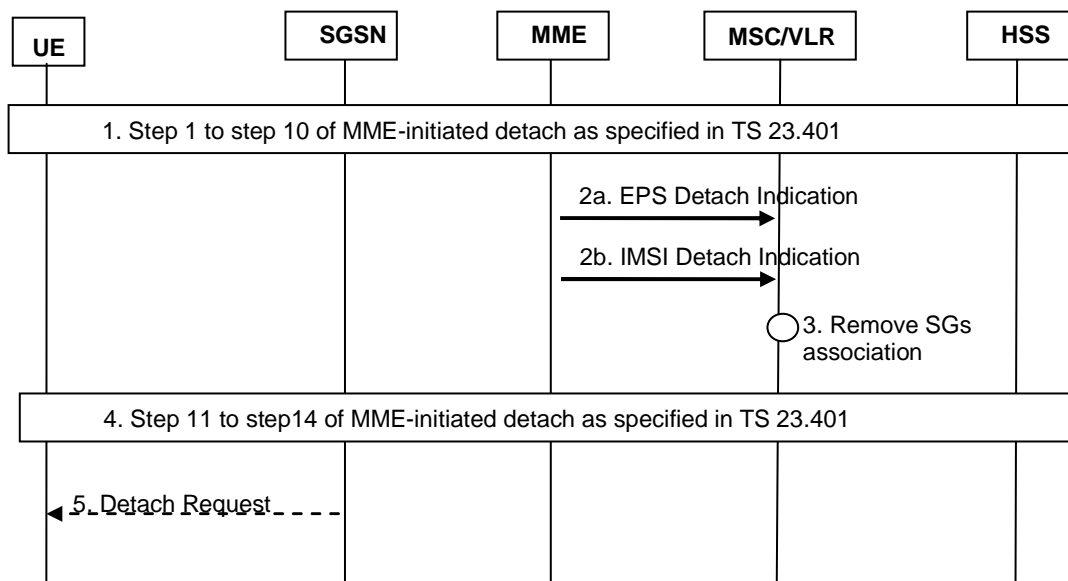 UE
SGSN
MME
MSC/VLR
HSS
1. Step 1 to step 10 of MME-initiated detach as specified in TS 23.401
2a. EPS Detach Indication
2b. IMSI Detach Indication
3. Remove SGs
association
4. Step 11 to step14 of MME-initiated detach as specified in TS 23.401
5. Detach Request